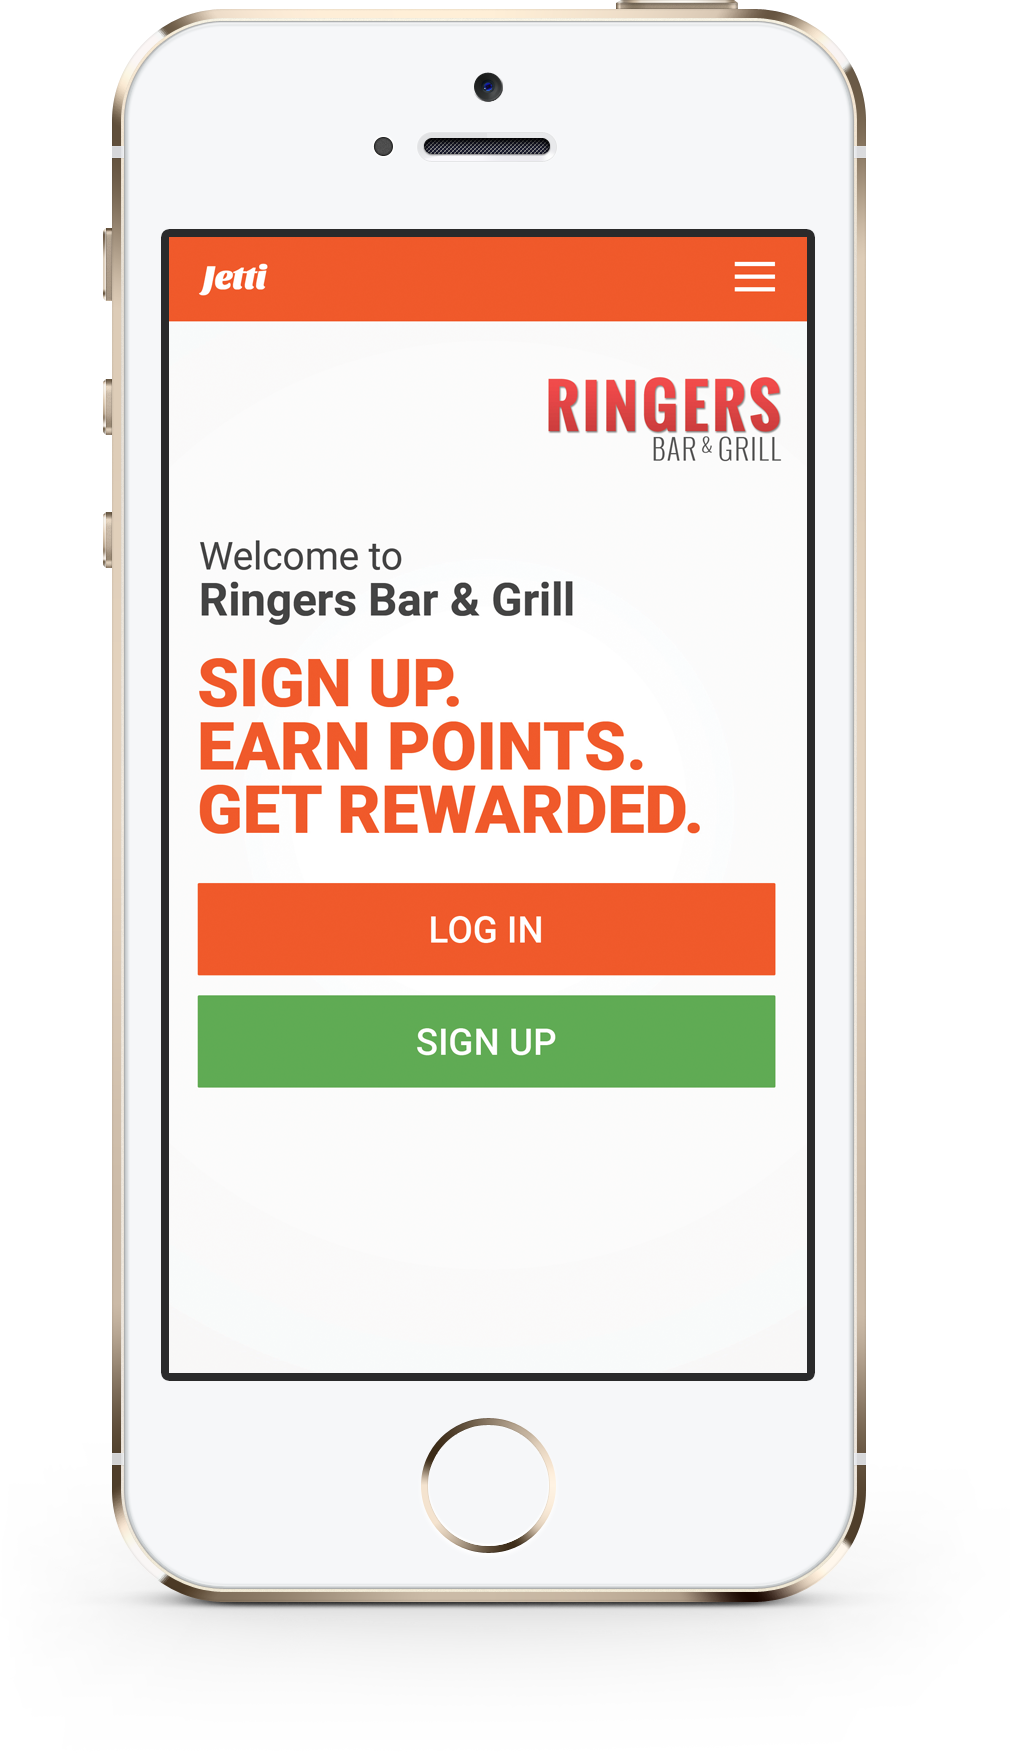 Jetti
RINGERS
BAR & GRILL
Welcome to
Ringers Bar & Grill
SIGN UP.
EARN POINTS.
GET REWARDED.
LOG IN
SIGN UP